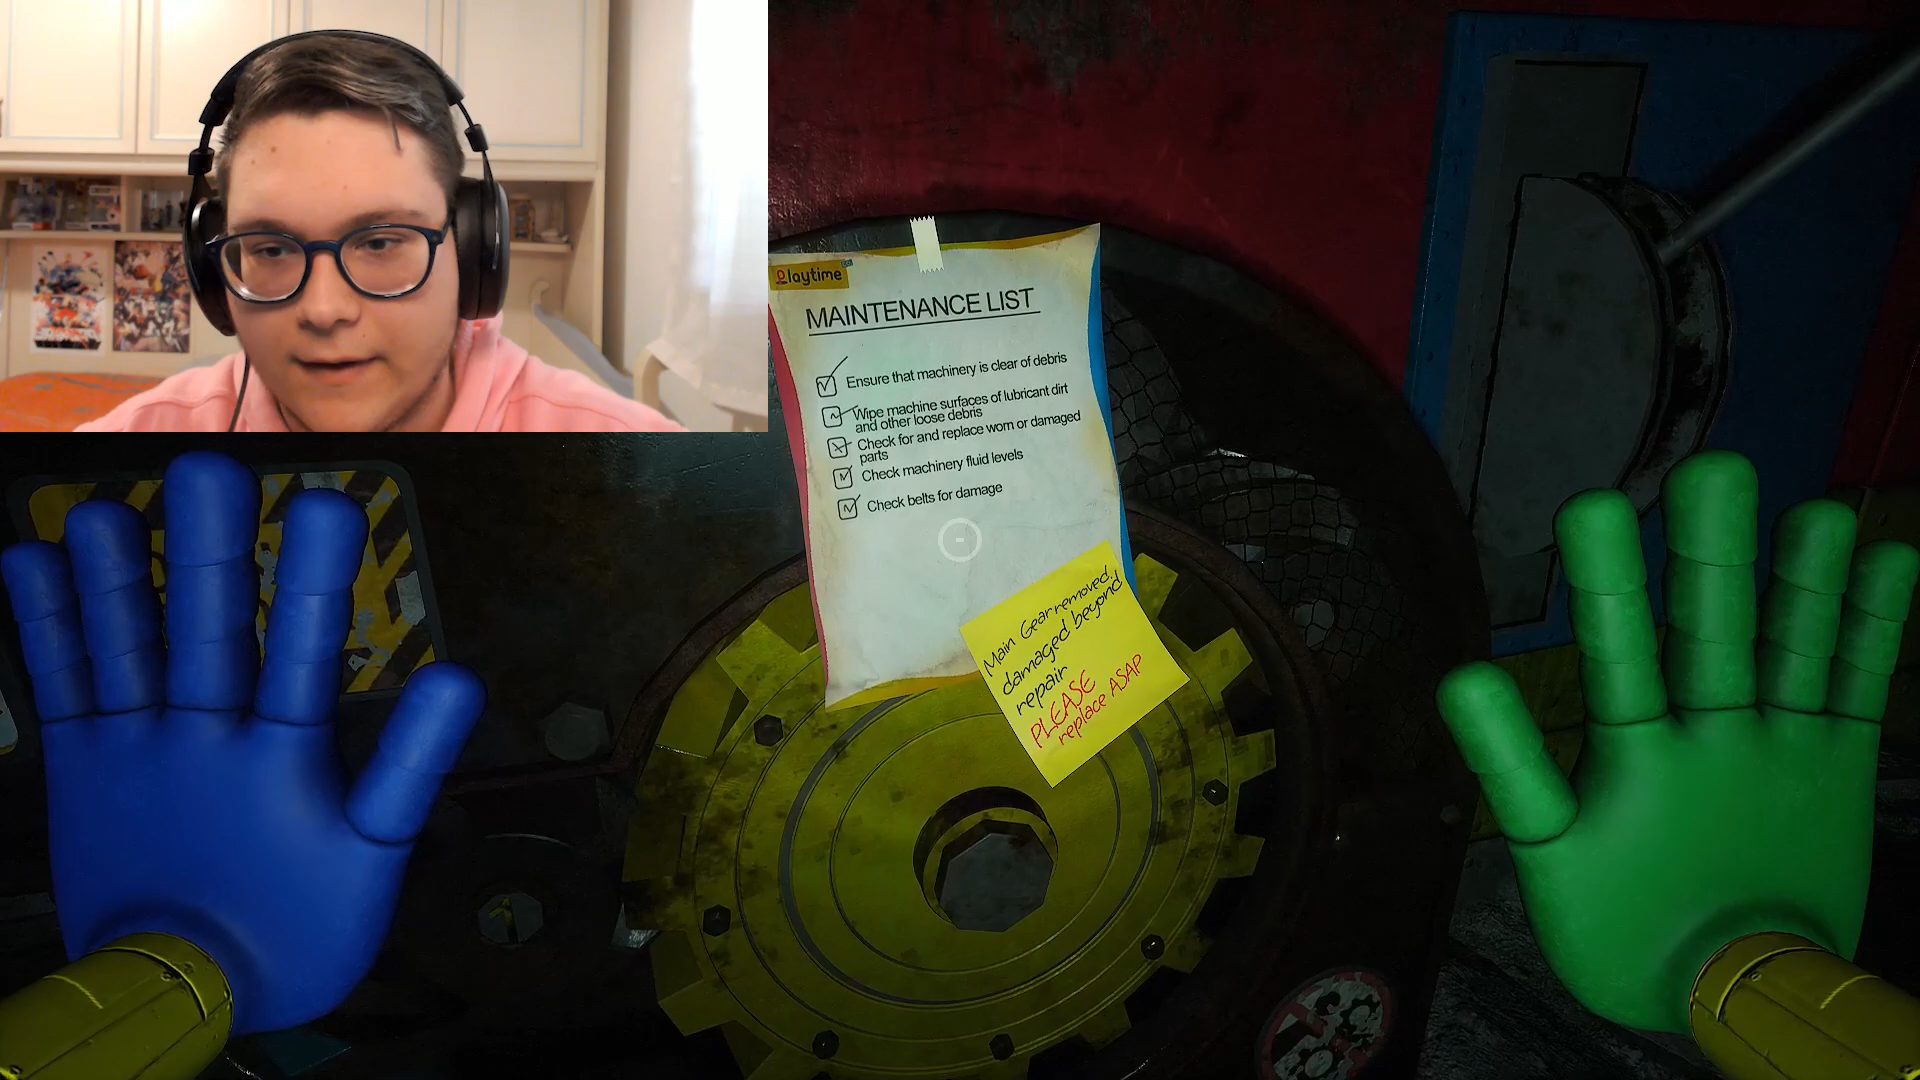 Playtime co
MAINTENANCE LIST
Ensure that machinery is clear of debris
Wipe machine surfaces of lubricant dirt
and other loose debris
Check for and replace worn or damaged
parts
Check machinery fluid levels
Check belts for damage
Main Gear removed,
damaged beyond
repair
PLEASE
replace ASAP